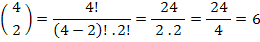 (4 2) = 4! / (4 − 2)! . 2! = 24 / 2 . 2 = 24 / 4 = 6